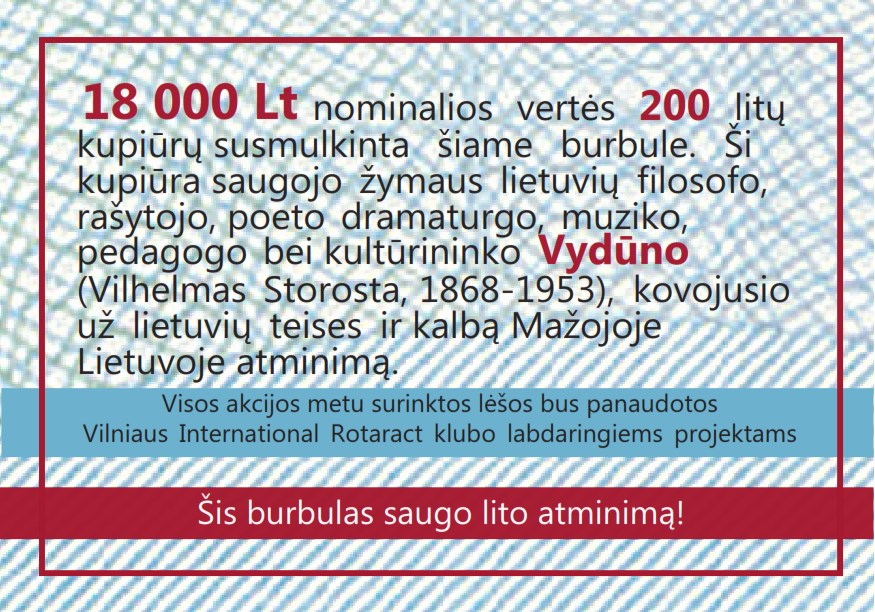 18 000 Lt nominalios vertės 200 litų
kupiūrų susmulkinta šiame burbule. Ši
kupiūra saugojo žymaus lietuvių filosofo,
rašytojo, poeto dramaturgo, muziko,
pedagogo bei kultūrininko Vydūno
(Vilhelmas Storosta, 1868-1953), kovojusio
už lietuvių teises ir kalbą Mažojoje
Lietuvoje atminimą.
Visos akcijos metu surinktos lėšos bus panaudotos
Vilniaus International Rotaract klubo labdaringiems projektams
Šis burbulas saugo lito atminimą!